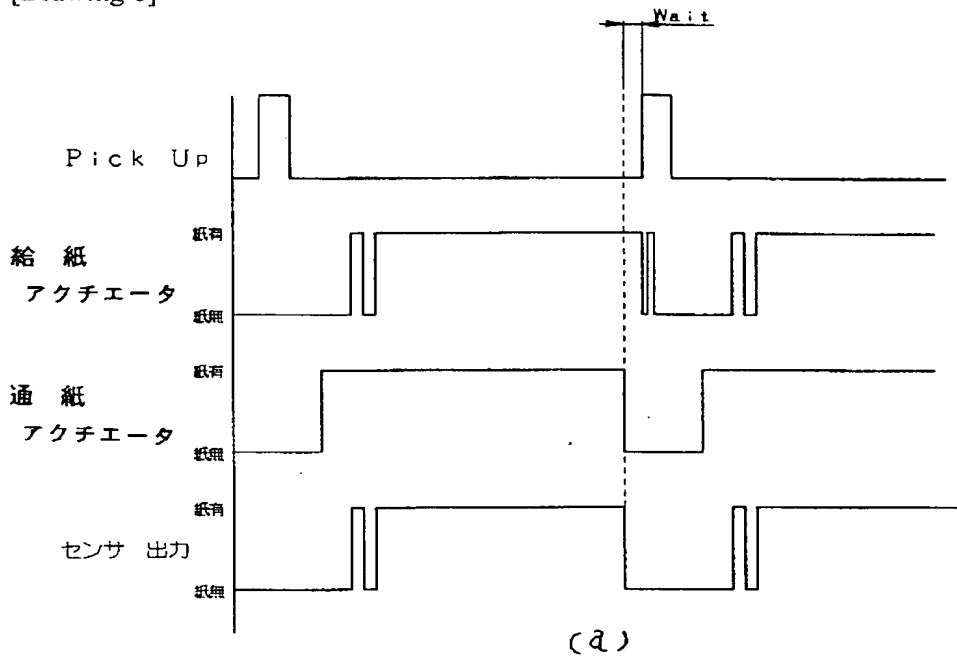 Wait
Pick Up
紙有
給紙
アクチエータ
紙無
紙有
通紙
アクチエータ
紙無
紙有
センサ 出力
紙無
(a)